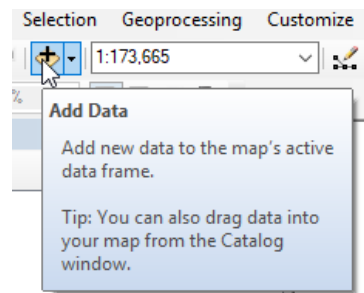 Selection Geoprocessing Customize
1:173,665
%
Add Data
Add new data to the map's active
data frame.
Tip: You can also drag data into
your map from the Catalog
window.